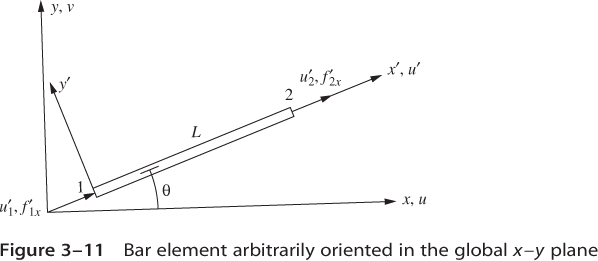 y, v
x′, u′
u′2, f′2x
y′
2
L
1
θ
u′1, f′1x
x, u
Figure 3–11 Bar element arbitrarily oriented in the global x–y plane